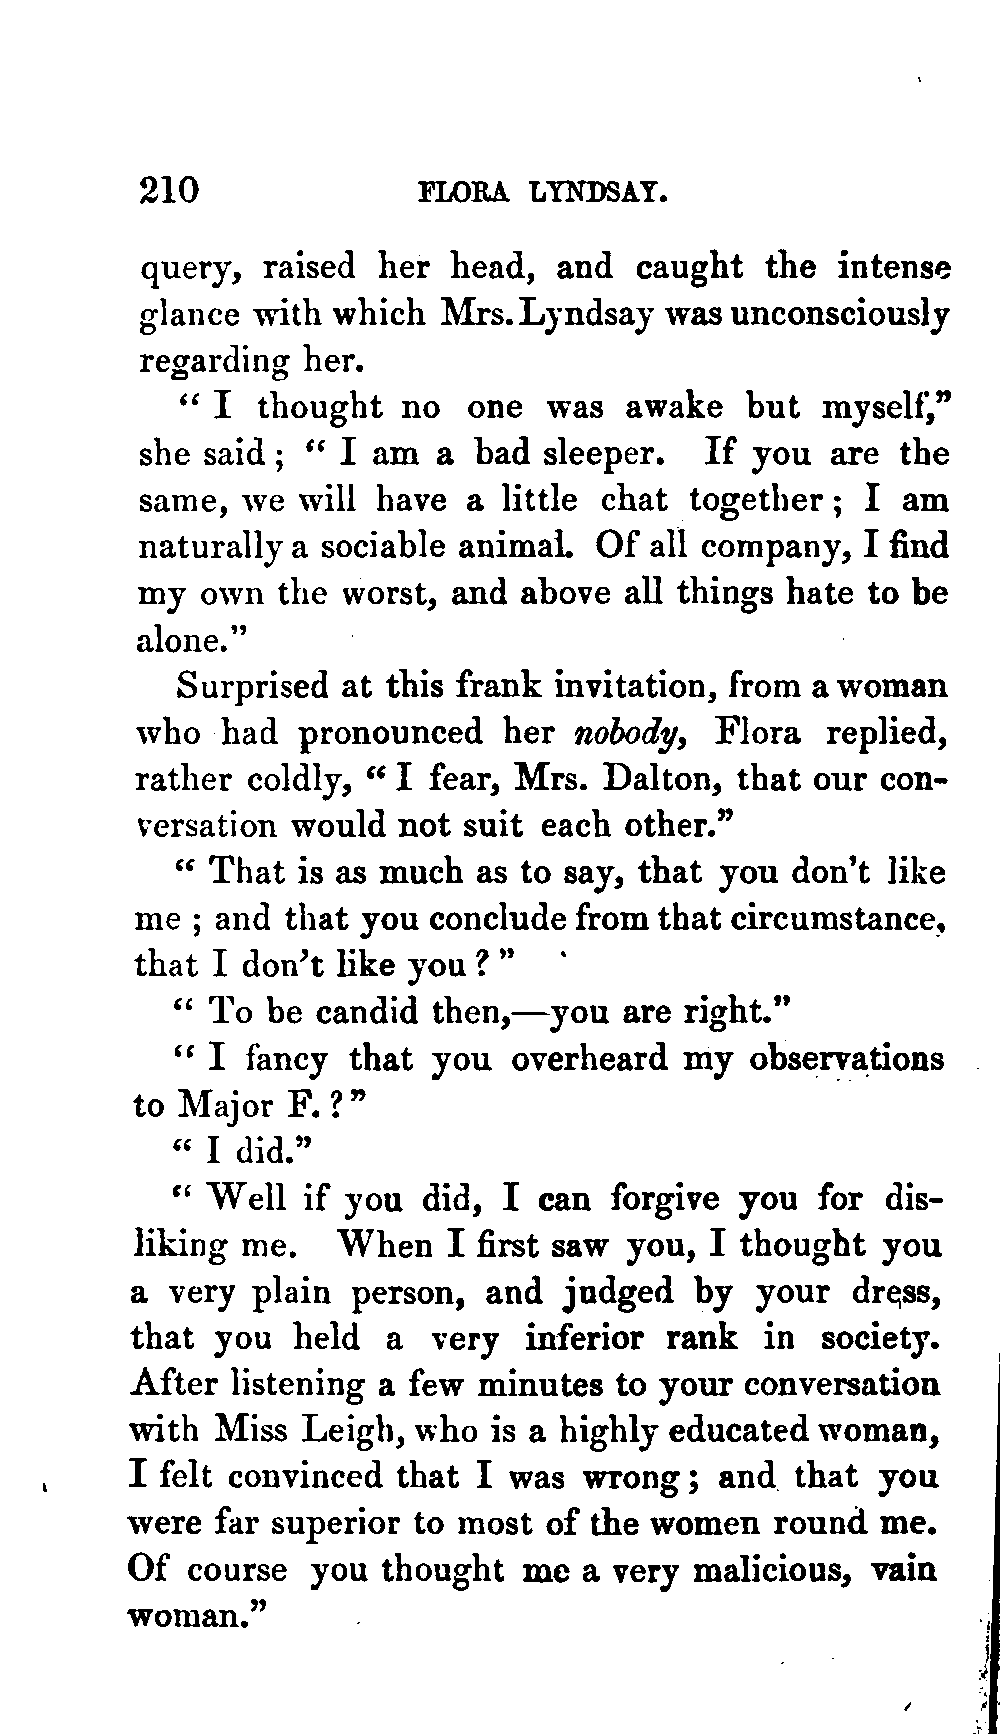 210 FLORA LYNDSAY.
query, raised her head, and caught the intense
glance with which Mrs. Lyndsay was unconsciously
regarding her.
“ I thought no one was awake but myself,”
she said ; “ I am a bad sleeper. If you are the
same, we will have a little chat together ; I am
naturally a sociable animal. Of all company, I find
my own the worst, and above all things hate to be
alone.”
Surprised at this frank invitation, from a woman
who had pronounced her nobody, Flora replied,
rather coldly, “ I fear, Mrs. Dalton, that our con-
versation would not suit each other.”
“ That is as much as to say, that you don’t like
me ; and that you conclude from that circumstance,
that I don’t like you ? ”
“ To be candid then,—you are right.”
“ I fancy that you overheard my observations
to Major F. ? ”
“ I did.”
“ Well if you did, I can forgive you for dis-
liking me. When I first saw you, I thought you
a very plain person, and judged by your dress,
that you held a very inferior rank in society.
After listening a few minutes to your conversation
with Miss Leigh, who is a highly educated woman,
I felt convinced that I was wrong ; and that you
were far superior to most of the women round me.
Of course you thought me a very malicious, vain
woman.”